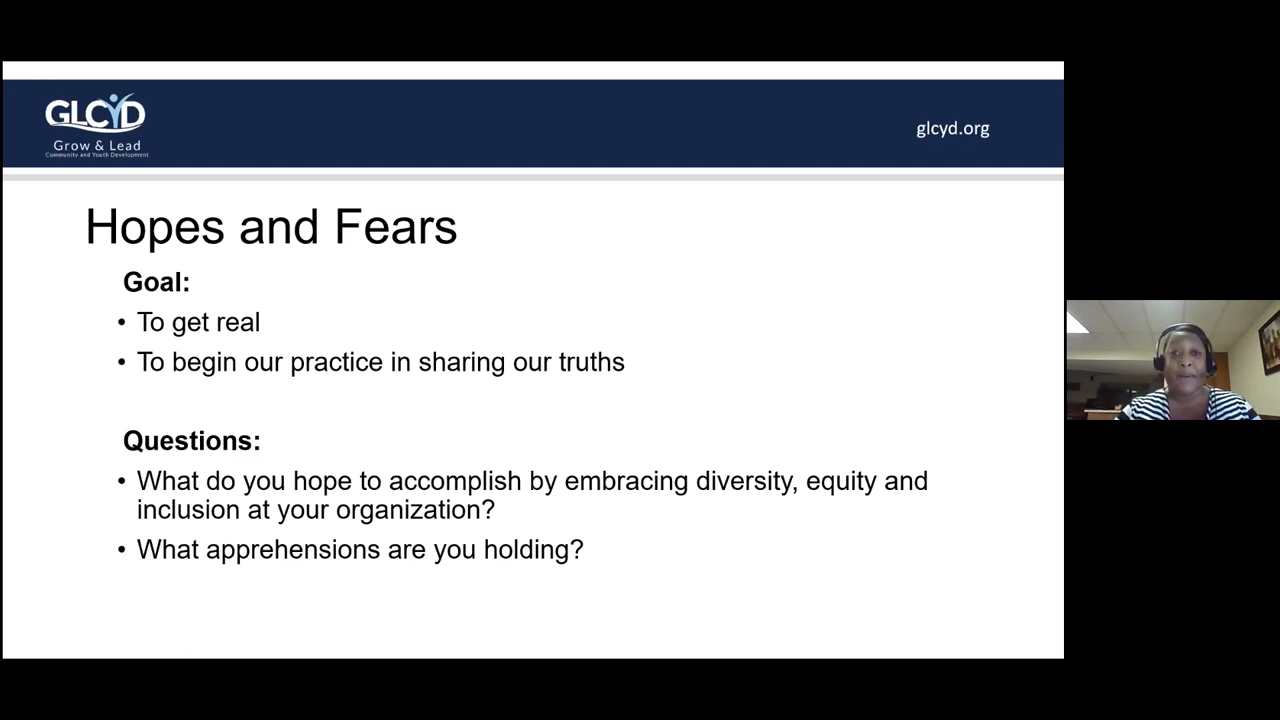 GLCYD
Grow & Lead
Community and Youth Development
glcyd.org
Hopes and Fears
Goal:
• To get real
• To begin our practice in sharing our truths
Questions:
• What do you hope to accomplish by embracing diversity, equity and
inclusion at your organization?
• What apprehensions are you holding?